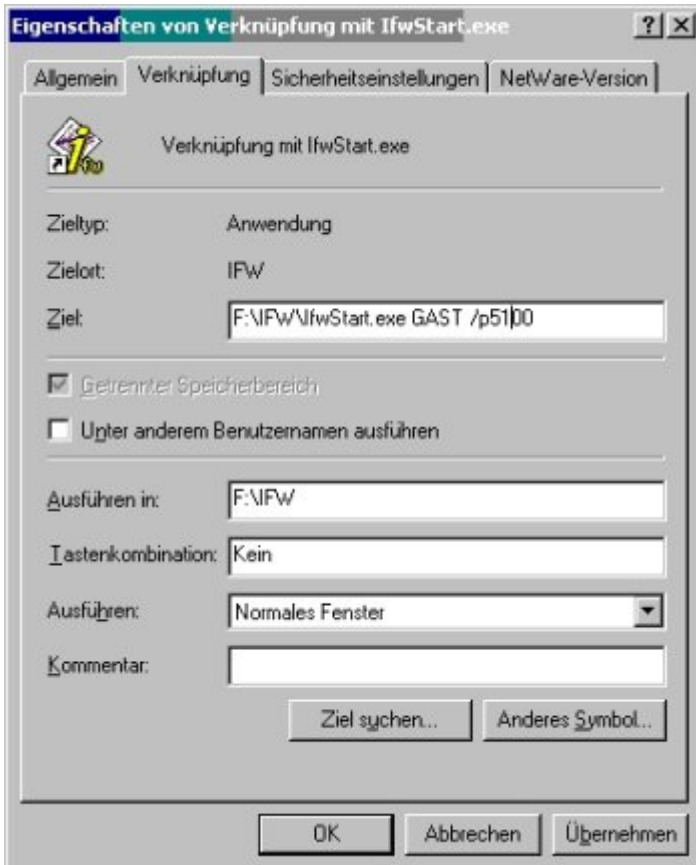 Eigenschaften von Verknüpfung mit IfwStart.exe
Allgemein Verknüpfung Sicherheitseinstellungen NetWare-Version
ifw
Verknüpfung mit IfwStart.exe
Zieltyp: Anwendung
Zielort: IFW
Ziel: F:\IFW\IfwStart.exe GAST /p5100
Getrennter Speicherbereich
Unter anderem Benutzernamen ausführen
Ausführen in: F:\IFW
Tastenkombination: Kein
Ausführen: Normales Fenster
Kommentar:
Ziel suchen... Anderes Symbol...
OK Abbrechen Übernehmen